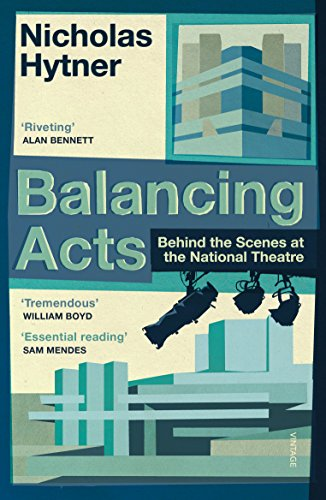 Nicholas
Hytner
‘Riveting’
ALAN BENNETT
Balancing
Acts
Behind the Scenes at
the National Theatre
‘Tremendous’
WILLIAM BOYD
‘Essential reading’
SAM MENDES
VINTAGE